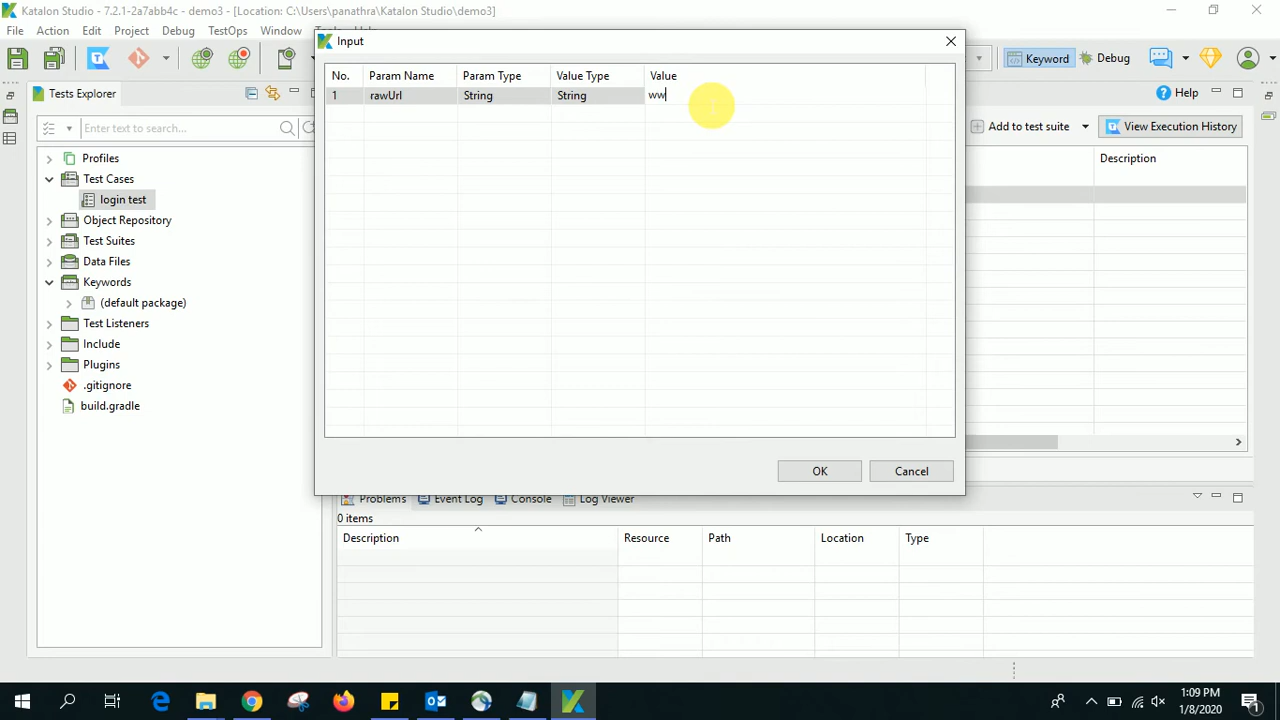 Katalon Studio - 7.2.1-2a7abb4c - demo3 - [Location: C:\Users\panathra\Katalon Studio\demo3]
File Action Edit Project Debug TestOps Window
Input
Keyword Debug
Tests Explorer
Enter text to search...
No. Param Name Param Type Value Type Value
1 rawUrl String String ww
Help
Add to test suite View Execution History
Description
Profiles
Test Cases
login test
Object Repository
Test Suites
Data Files
Keywords
(default package)
Test Listeners
Include
Plugins
.gitignore
build.gradle
OK Cancel
Problems Event Log Console Log Viewer
0 items
Description Resource Path Location Type
1:09 PM
1/8/2020
1